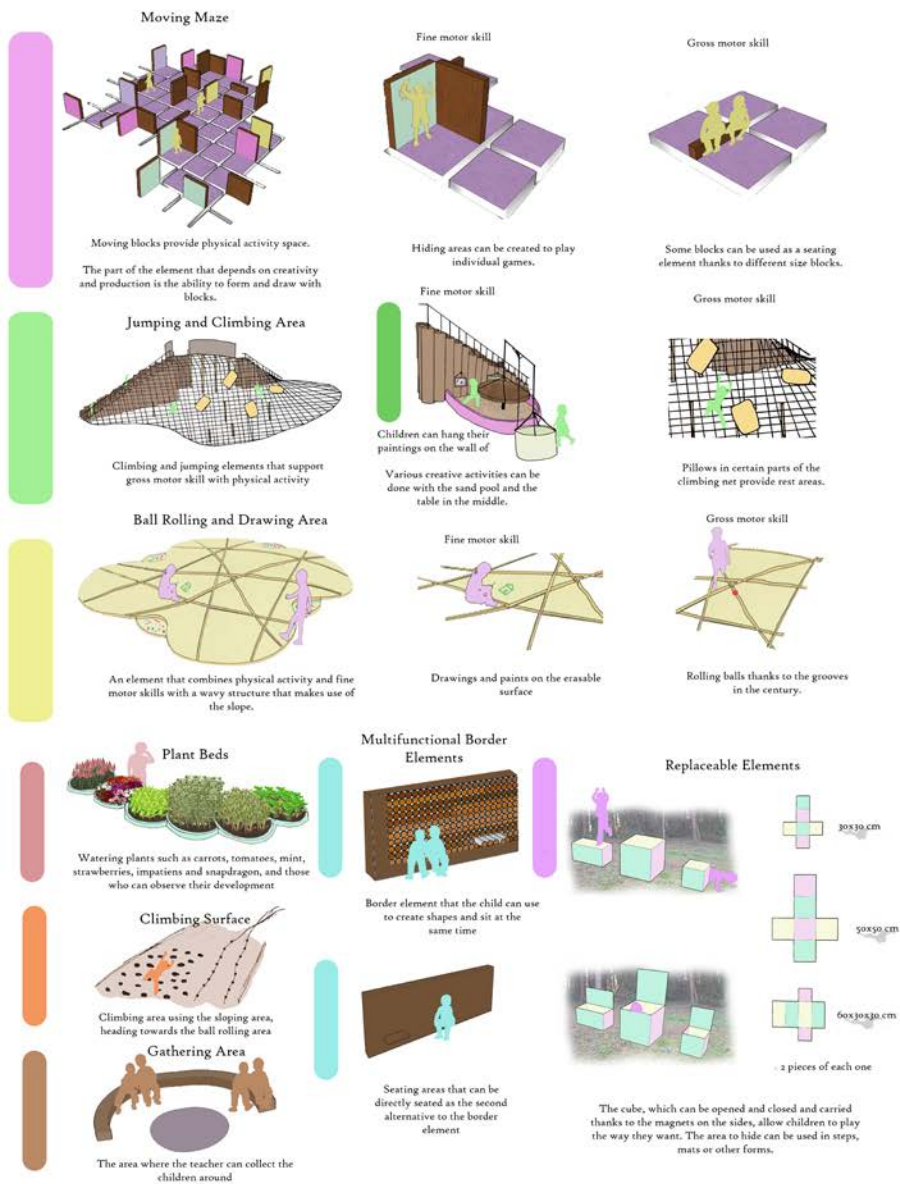 Moving Maze
Fine motor skill
Gross motor skill
Moving blocks provide physical activity space.
The part of the element that depends on creativity
and production is the ability to form and draw with
blocks.
Hiding areas can be created to play
individual games.
Some blocks can be used as a seating
element thanks to different size blocks.
Jumping and Climbing Area
Fine motor skill
Gross motor skill
Climbing and jumping elements that support
gross motor skill with physical activity
Children can hang their
paintings on the wall of
Various creative activities can be
done with the sand pool and the
table in the middle.
Pillows in certain parts of the
climbing net provide rest areas.
Ball Rolling and Drawing Area
Fine motor skill
Gross motor skill
An element that combines physical activity and fine
motor skills with a wavy structure that makes use of
the slope.
Drawings and paints on the erasable
surface
Rolling balls thanks to the grooves
in the century.
Plant Beds
Watering plants such as carrots, tomatoes, mint,
strawberries, impatiens and snapdragon, and those
who can observe their development
Climbing Surface
Climbing area using the sloping area,
heading towards the ball rolling area
Gathering Area
The area where the teacher can collect the
children around
Multifunctional Border
Elements
Border element that the child can use
to create shapes and sit at the
same time
Seating areas that can be
directly seated as the second
alternative to the border
element
Replaceable Elements
30x30 cm
50x50 cm
60x30x30 cm
2 pieces of each one
The cube, which can be opened and closed and carried
thanks to the magnets on the sides, allow children to play
the way they want. The area to hide can be used in steps,
mats or other forms.